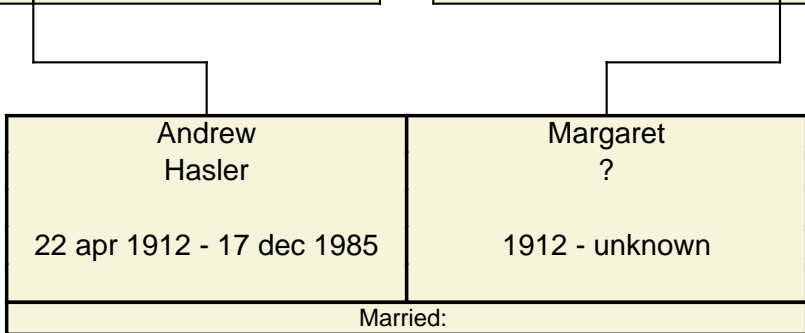 Andrew
Hasler
22 apr 1912 - 17 dec 1985
Margaret
?
1912 - unknown
Married: